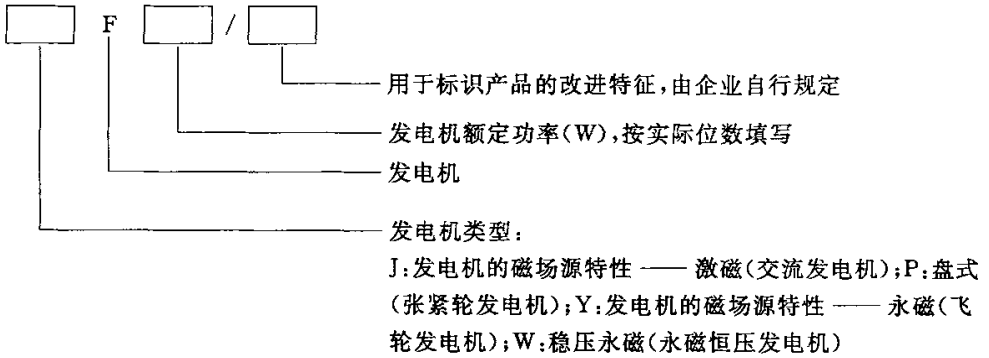 F /
用于标识产品的改进特征,由企业自行规定
发电机额定功率(W),按实际位数填写
发电机
发电机类型:
J:发电机的磁场源特性 —— 激磁(交流发电机);P:盘式
(张紧轮发电机);Y:发电机的磁场源特性 —— 永磁(飞
轮发电机);W:稳压永磁(永磁恒压发电机)